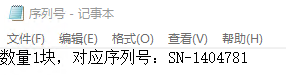 序列号 - 记事本
文件(F) 编辑(E) 格式(O) 查看(V) 帮助(H)
数量1块，对应序列号：SN-1404781